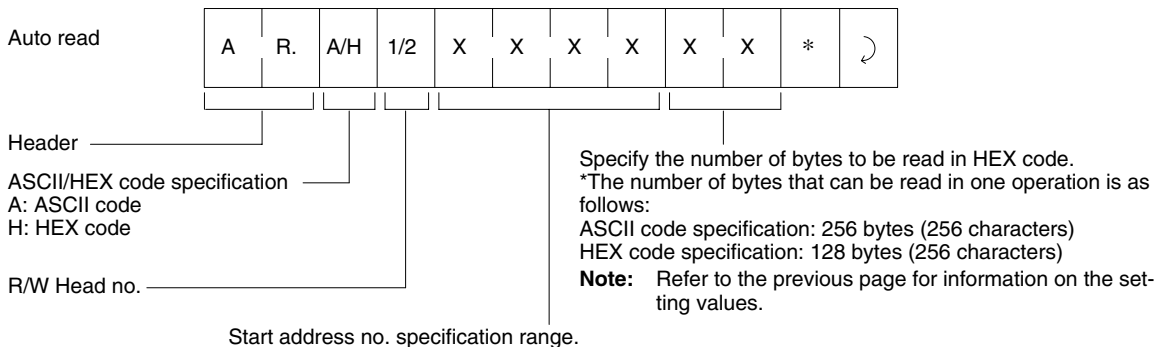 Auto read
A R. A/H 1/2 X X X X X X *
Header
ASCII/HEX code specification
A: ASCII code
H: HEX code
R/W Head no.
Start address no. specification range.
Specify the number of bytes to be read in HEX code.
*The number of bytes that can be read in one operation is as
follows:
ASCII code specification: 256 bytes (256 characters)
HEX code specification: 128 bytes (256 characters)
Note: Refer to the previous page for information on the set-
ting values.